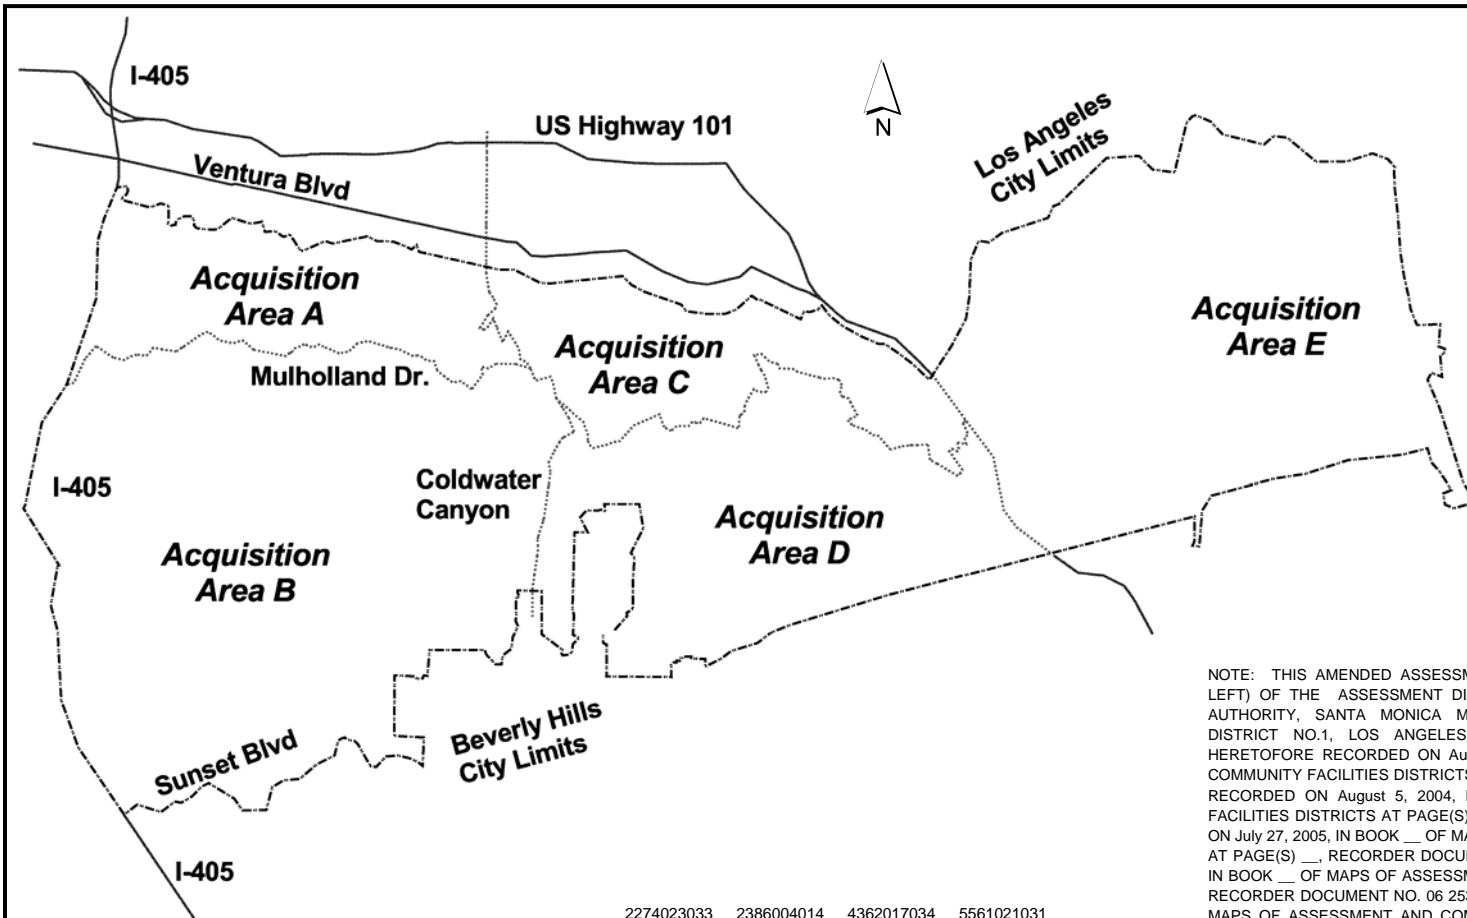 I-405
US Highway 101
Los Angeles
City Limits
N
Ventura Blvd
Acquisition
Area A
Acquisition
Area E
Acquisition
Area C
Mulholland Dr.
Coldwater
Canyon
I-405
Acquisition
Area D
Acquisition
Area B
Beverly Hills
City Limits
Sunset Blvd
I-405
NOTE: THIS AMENDED ASSESSM
LEFT) OF THE ASSESSMENT DI
AUTHORITY, SANTA MONICA M
DISTRICT NO.1, LOS ANGELES
HERETOFORE RECORDED ON Au
COMMUNITY FACILITIES DISTRICTS
RECORDED ON August 5, 2004,
FACILITIES DISTRICTS AT PAGE(S)
ON July 27, 2005, IN BOOK __ OF MA
AT PAGE(S) __, RECORDER DOCU
IN BOOK __ OF MAPS OF ASSESSM
RECORDER DOCUMENT NO. 06 253
MAPS OF ASSESSMENT AND CO
2274023033 2386004014 4362017034 5561021031